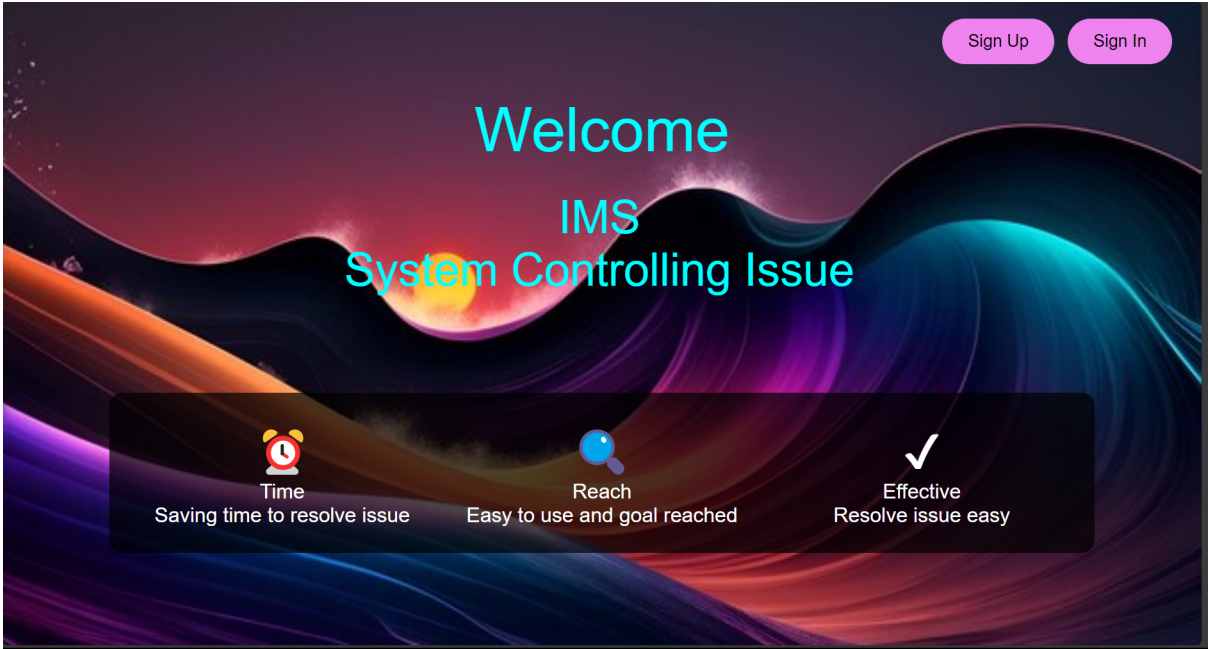 Sign Up
Sign In
Welcome
IMS
System Controlling Issue
Time
Saving time to resolve issue
Reach
Easy to use and goal reached
Effective
Resolve issue easy